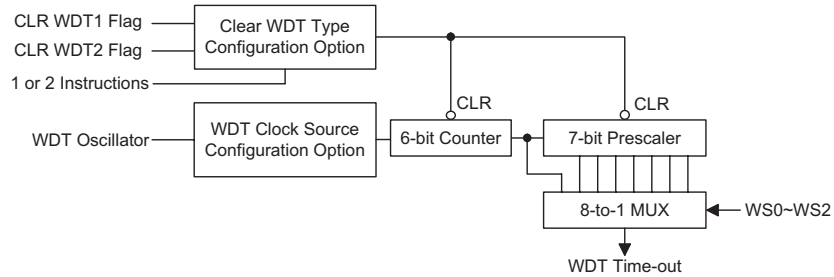 CLR WDT1 Flag
CLR WDT2 Flag
1 or 2 Instructions
Clear WDT Type
Configuration Option
CLR
CLR
WDT Oscillator
WDT Clock Source
Configuration Option
6-bit Counter
7-bit Prescaler
8-to-1 MUX
WS0~WS2
WDT Time-out